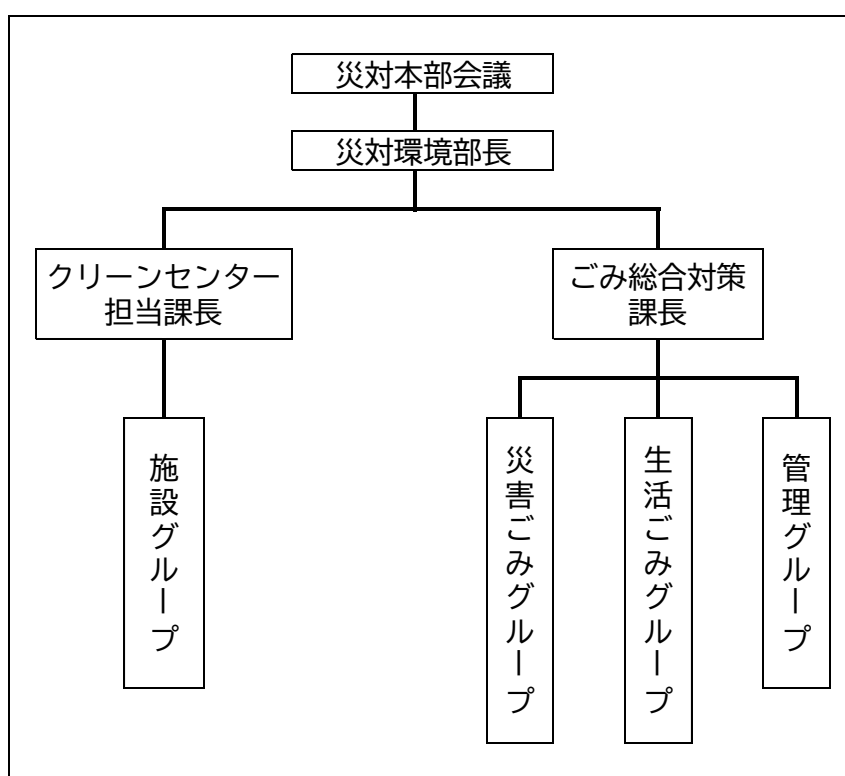 災対本部会議
災対環境部長
クリーンセンター
担当課長
ごみ総合対策
課長
施設グループ
災害ごみグループ
生活ごみグループ
管理グループ